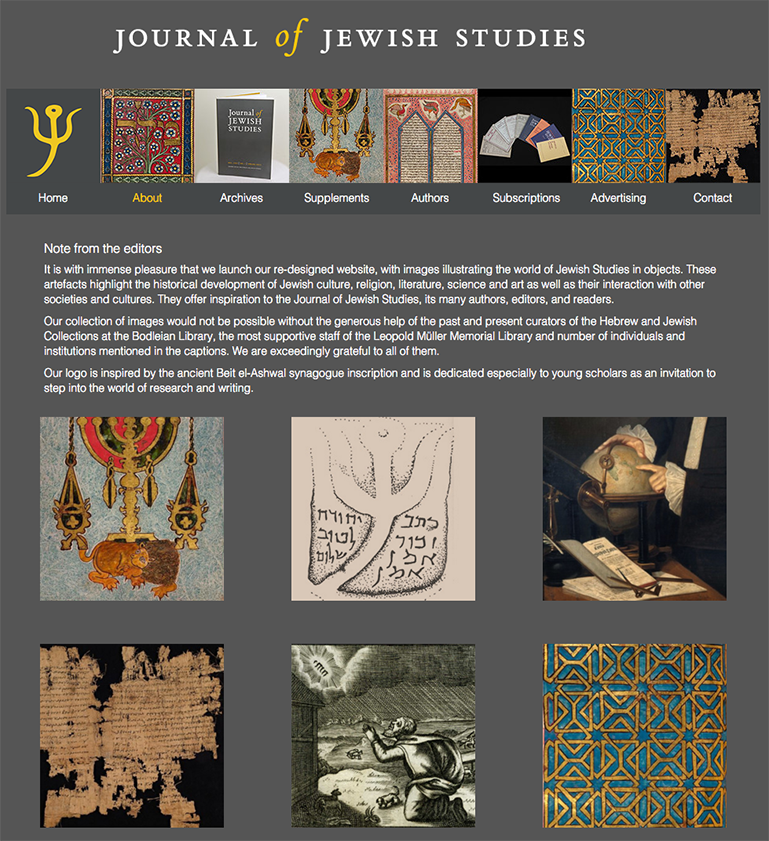 JOURNAL of JEWISH STUDIES
Journal of
JEWISH
STUDIES
Home About Archives Supplements Authors Subscriptions Advertising Contact
Note from the editors
It is with immense pleasure that we launch our re-designed website, with images illustrating the world of Jewish Studies in objects. These
artefacts highlight the historical development of Jewish culture, religion, literature, science and art as well as their interaction with other
societies and cultures. They offer inspiration to the Journal of Jewish Studies, its many authors, editors, and readers.
Our collection of images would not be possible without the generous help of the past and present curators of the Hebrew and Jewish
Collections at the Bodleian Library, the most supportive staff of the Leopold Müller Memorial Library and number of individuals and
institutions mentioned in the captions. We are exceedingly grateful to all of them.
Our logo is inspired by the ancient Beit el-Ashwal synagogue inscription and is dedicated especially to young scholars as an invitation to
step into the world of research and writing.
יהודה
לטוב
שלום
כתב
אמן
אמן